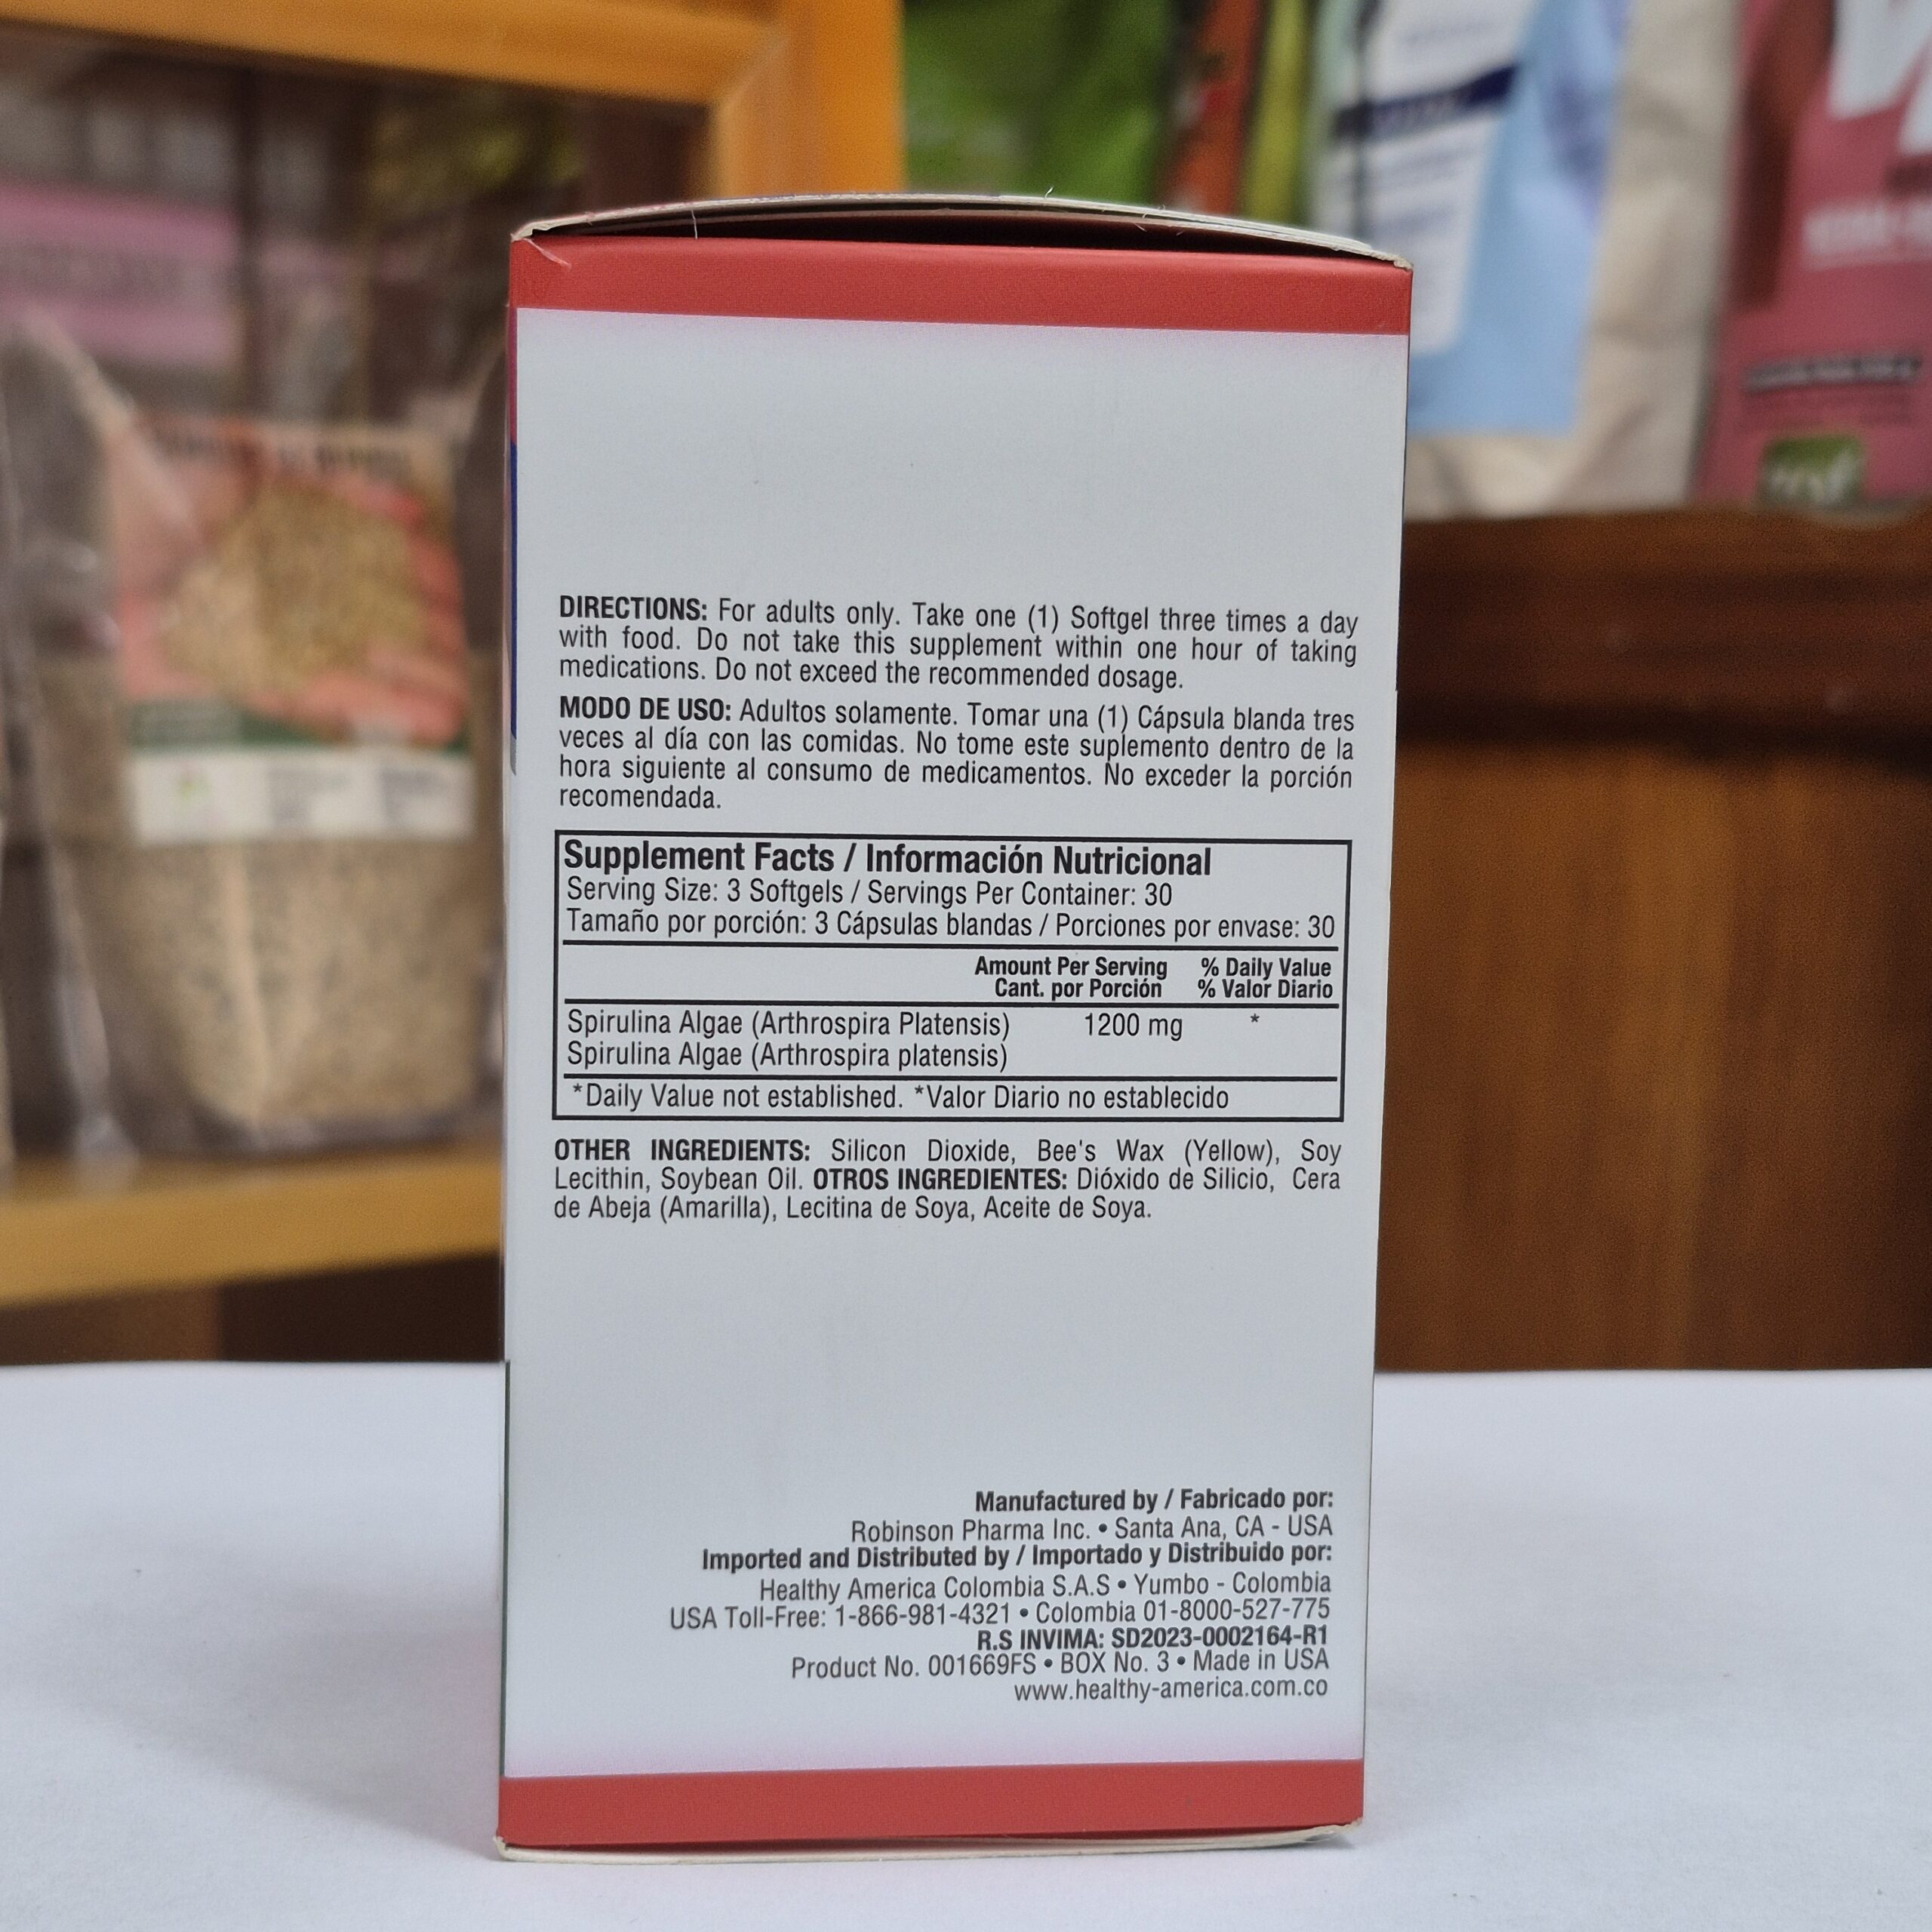 DIRECTIONS: For adults only. Take one (1) Softgel three times a day
with food. Do not take this supplement within one hour of taking
medications. Do not exceed the recommended dosage.
MODO DE USO: Adultos solamente. Tomar una (1) Cápsula blanda tres
veces al día con las comidas. No tome este suplemento dentro de la
hora siguiente al consumo de medicamentos. No exceder la porción
recomendada.
Supplement Facts / Información Nutricional
Serving Size: 3 Softgels / Servings Per Container: 30
Tamaño por porción: 3 Cápsulas blandas / Porciones por envase: 30
Amount Per Serving % Daily Value
Cant. por Porción % Valor Diario
Spirulina Algae (Arthrospira Platensis) 1200 mg *
Spirulina Algae (Arthrospira platensis)
*Daily Value not established. *Valor Diario no establecido
OTHER INGREDIENTS: Silicon Dioxide, Bee's Wax (Yellow), Soy
Lecithin, Soybean Oil. OTROS INGREDIENTES: Dióxido de Silicio, Cera
de Abeja (Amarilla), Lecitina de Soya, Aceite de Soya.
Manufactured by / Fabricado por:
Robinson Pharma Inc. • Santa Ana, CA - USA
Imported and Distributed by / Importado y Distribuido por:
Healthy America Colombia S.A.S • Yumbo - Colombia
USA Toll-Free: 1-866-981-4321 • Colombia 01-8000-527-775
R.S INVIMA: SD2023-0002164-R1
Product No. 001669FS • BOX No. 3 • Made in USA
www.healthy-america.com.co